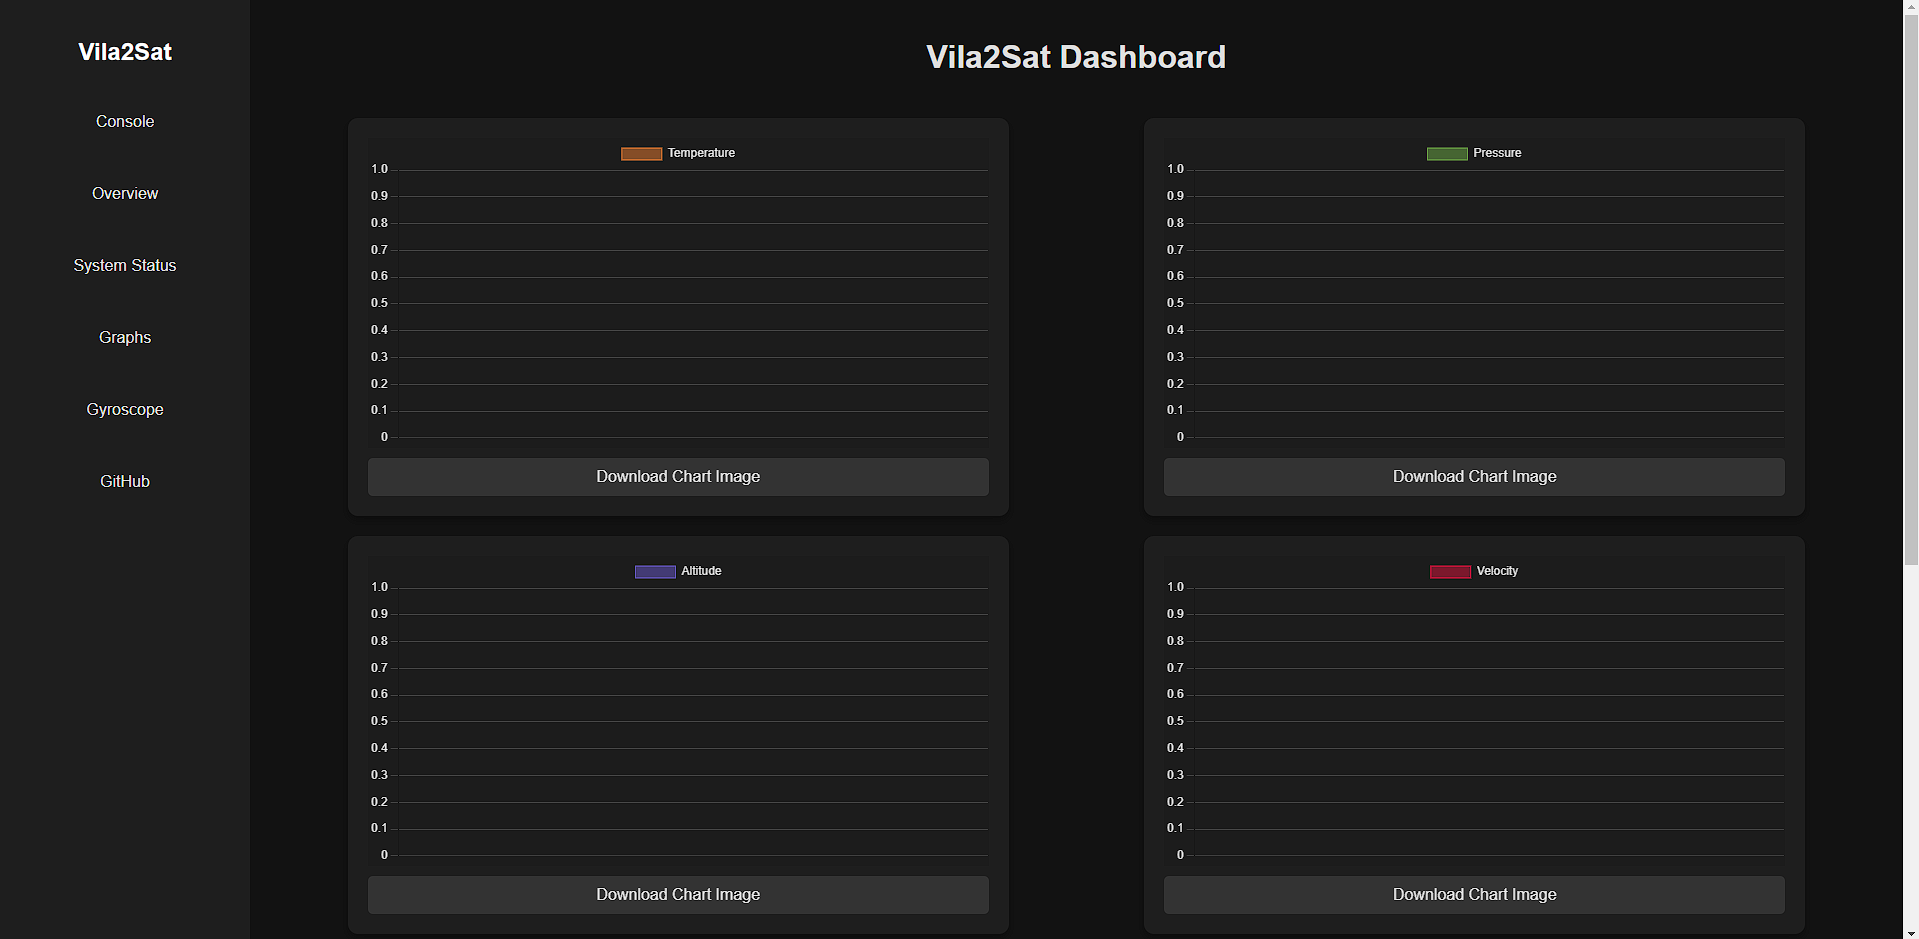 Vila2Sat
Console
Overview
System Status
Graphs
Gyroscope
GitHub
Vila2Sat Dashboard
Temperature
1.0
0.9
0.8
0.7
0.6
0.5
0.4
0.3
0.2
0.1
0
Download Chart Image
Pressure
1.0
0.9
0.8
0.7
0.6
0.5
0.4
0.3
0.2
0.1
0
Download Chart Image
Altitude
1.0
0.9
0.8
0.7
0.6
0.5
0.4
0.3
0.2
0.1
0
Download Chart Image
Velocity
1.0
0.9
0.8
0.7
0.6
0.5
0.4
0.3
0.2
0.1
0
Download Chart Image